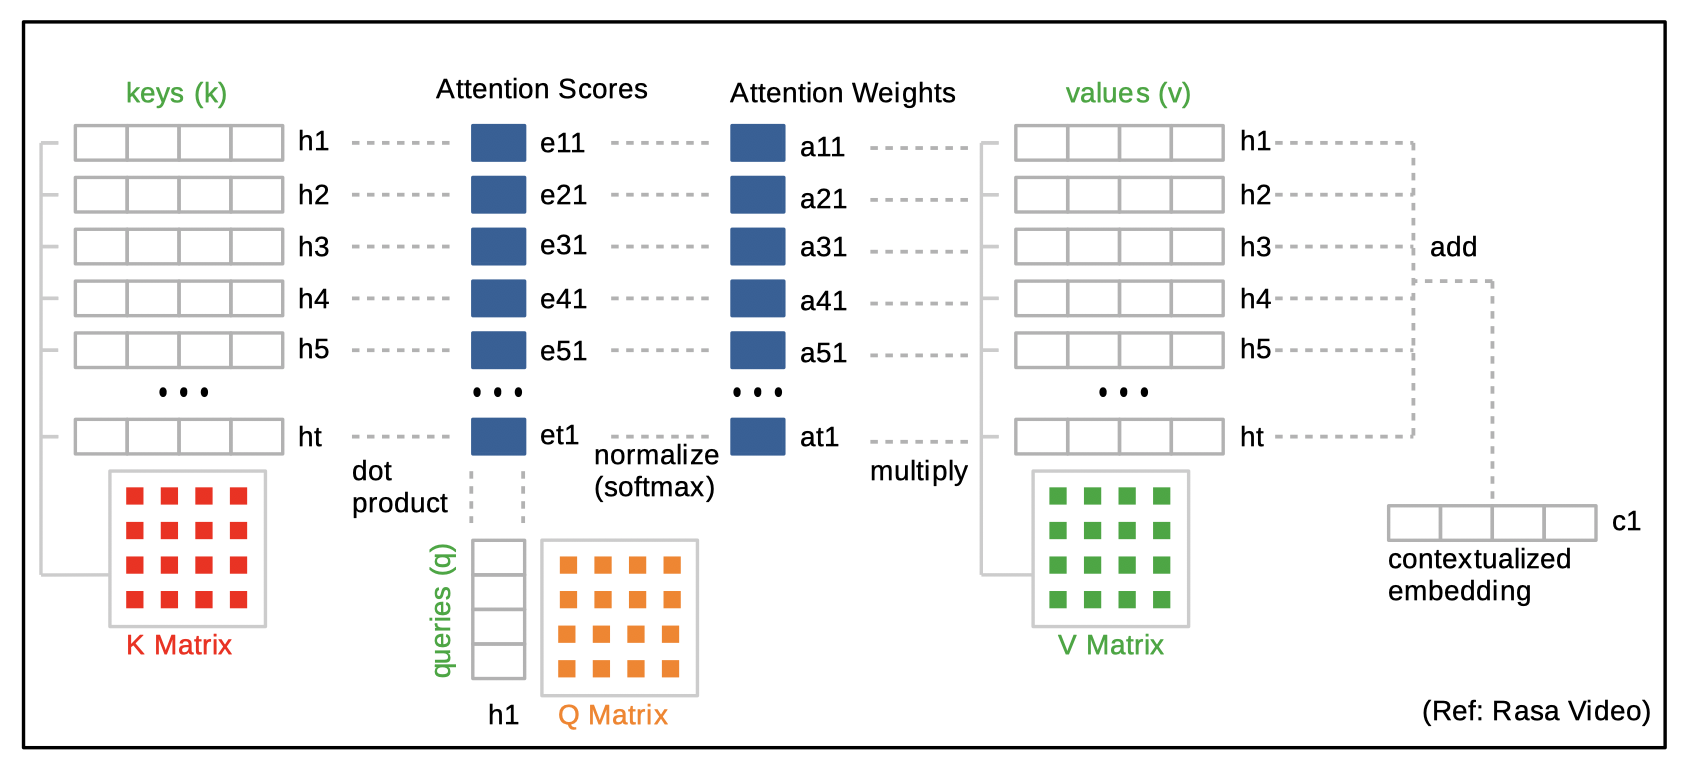 keys (k)
Attention Scores
Attention Weights
values (v)
h1
e11
a11
h1
h2
e21
a21
h2
h3
e31
a31
h3
add
h4
e41
a41
h4
h5
e51
a51
h5
...
...
...
...
ht
et1
at1
ht
dot
product
normalize
(softmax)
multiply
queries (q)
c1
contextualized
embedding
K Matrix
V Matrix
h1
Q Matrix
(Ref: Rasa Video)